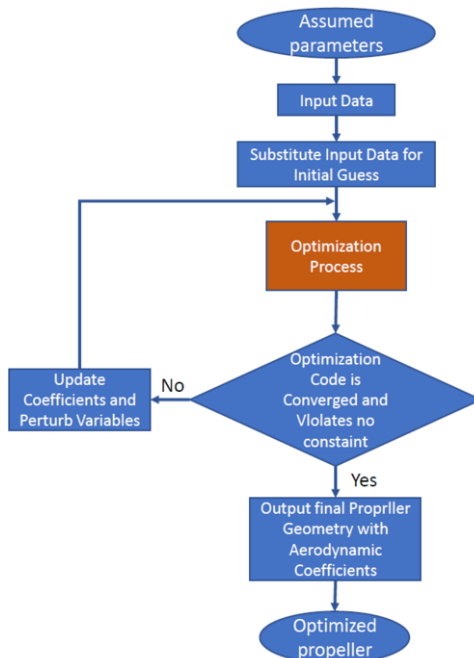 Assumed
parameters
Input Data
Substitute Input Data for
Initial Guess
Optimization
Process
Optimization
Code is
Converged and
Vlolates no
constaint
No
Update
Coefficients and
Perturb Variables
Yes
Output final Proprller
Geometry with
Aerodynamic
Coefficients
Optimized
propeller